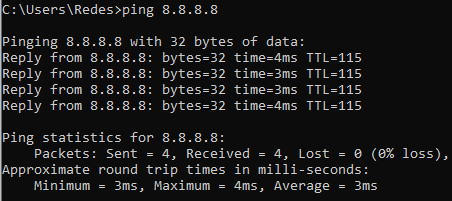 C:\Users\Redes>ping 8.8.8.8
Pinging 8.8.8.8 with 32 bytes of data:
Reply from 8.8.8.8: bytes=32 time=4ms TTL=115
Reply from 8.8.8.8: bytes=32 time=3ms TTL=115
Reply from 8.8.8.8: bytes=32 time=3ms TTL=115
Reply from 8.8.8.8: bytes=32 time=4ms TTL=115
Ping statistics for 8.8.8.8:
Packets: Sent = 4, Received = 4, Lost = 0 (0% loss),
Approximate round trip times in milli-seconds:
Minimum = 3ms, Maximum = 4ms, Average = 3ms